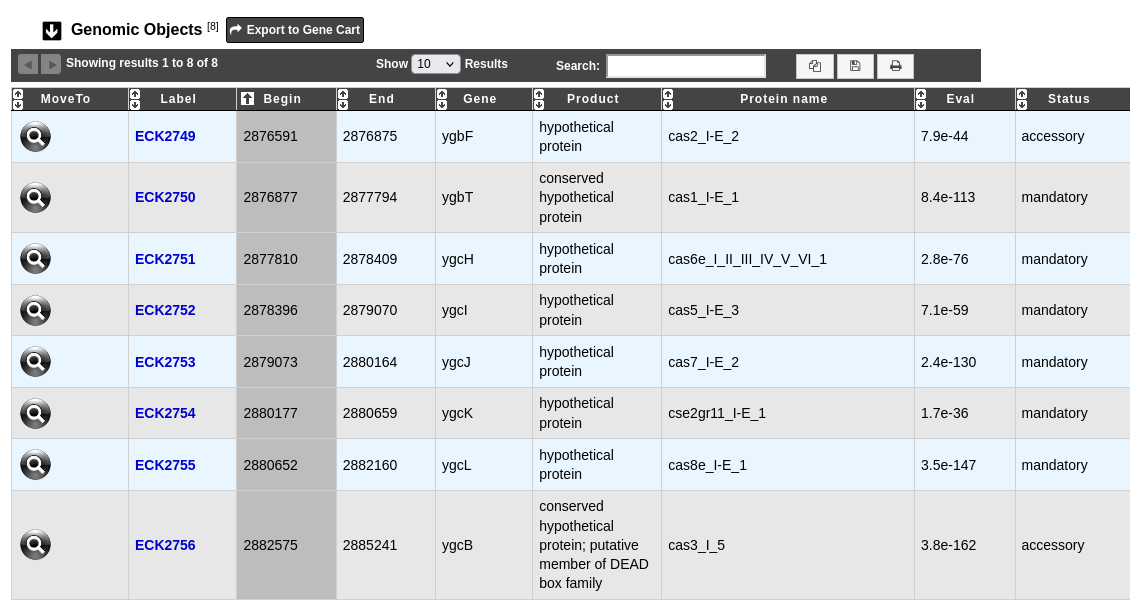 Genomic Objects [8] Export to Gene Cart
Showing results 1 to 8 of 8 Show 10 Results Search:
MoveTo Label Begin End Gene Product Protein name Eval Status
ECK2749 2876591 2876875 ygbF hypothetical protein cas2_I-E_2 7.9e-44 accessory
ECK2750 2876877 2877794 ygbT conserved hypothetical protein cas1_I-E_1 8.4e-113 mandatory
ECK2751 2877810 2878409 ygcH hypothetical protein cas6e_I_II_III_IV_V_VI_1 2.8e-76 mandatory
ECK2752 2878396 2879070 ygcI hypothetical protein cas5_I-E_3 7.1e-59 mandatory
ECK2753 2879073 2880164 ygcJ hypothetical protein cas7_I-E_2 2.4e-130 mandatory
ECK2754 2880177 2880659 ygcK hypothetical protein cse2gr11_I-E_1 1.7e-36 mandatory
ECK2755 2880652 2882160 ygcL hypothetical protein cas8e_I-E_1 3.5e-147 mandatory
ECK2756 2882575 2885241 ygcB conserved hypothetical protein; putative member of DEAD box family cas3_I_5 3.8e-162 accessory